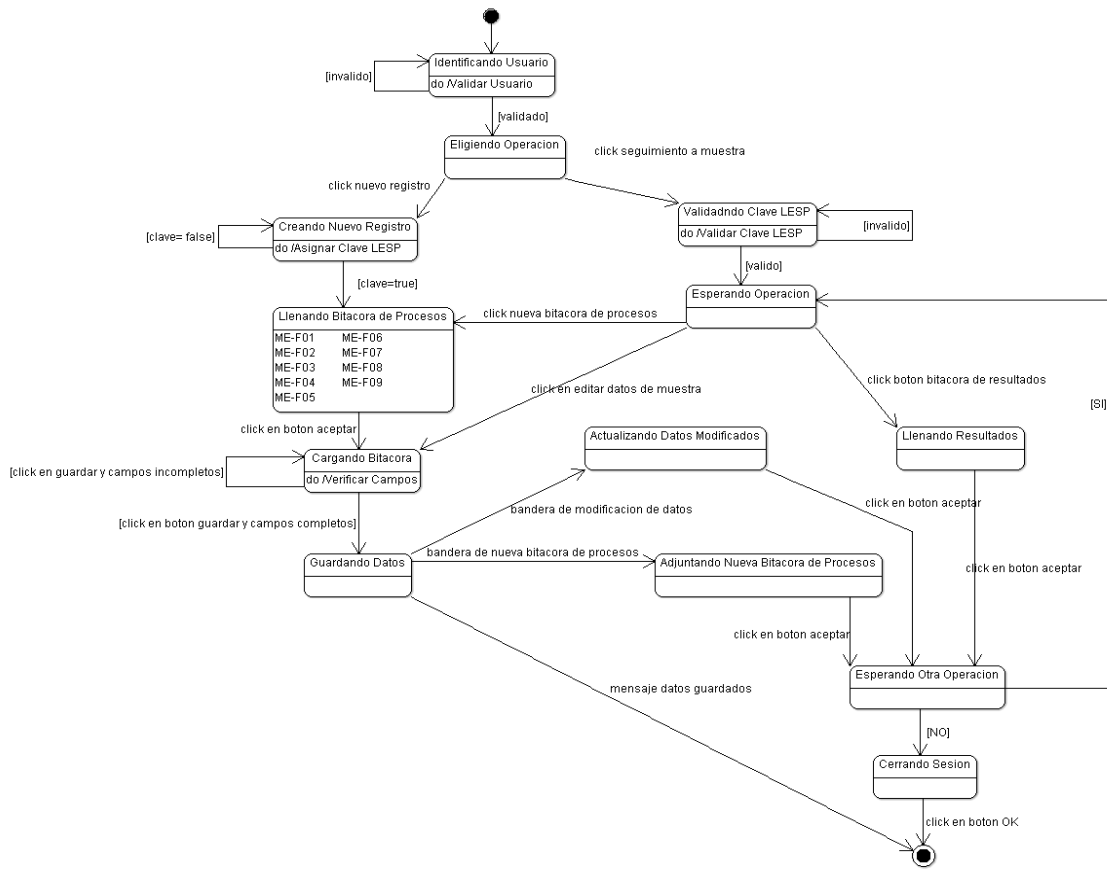 Identificando Usuario
[invalido]
do /Validar Usuario
[validado]
Eligiendo Operacion
click seguimiento a muestra
click nuevo registro
Creando Nuevo Registro
[clave= false]
do /Asignar Clave LESP
Validadndo Clave LESP
do /Validar Clave LESP
[invalido]
[valido]
[clave=true]
Esperando Operacion
Llenando Bitacora de Procesos
ME-F01 ME-F06
ME-F02 ME-F07
ME-F03 ME-F08
ME-F04 ME-F09
ME-F05
click nueva bitacora de procesos
click en editar datos de muestra
click boton bitacora de resultados
[SI]
click en boton aceptar
Actualizando Datos Modificados
Llenando Resultados
Cargando Bitacora
[click en guardar y campos incompletos]
do /Verificar Campos
click en boton aceptar
bandera de modificacion de datos
[click en boton guardar y campos completos]
bandera de nueva bitacora de procesos
Guardando Datos
Adjuntando Nueva Bitacora de Procesos
click en boton aceptar
click en boton aceptar
Esperando Otra Operacion
mensaje datos guardados
[NO]
Cerrando Sesion
click en boton OK